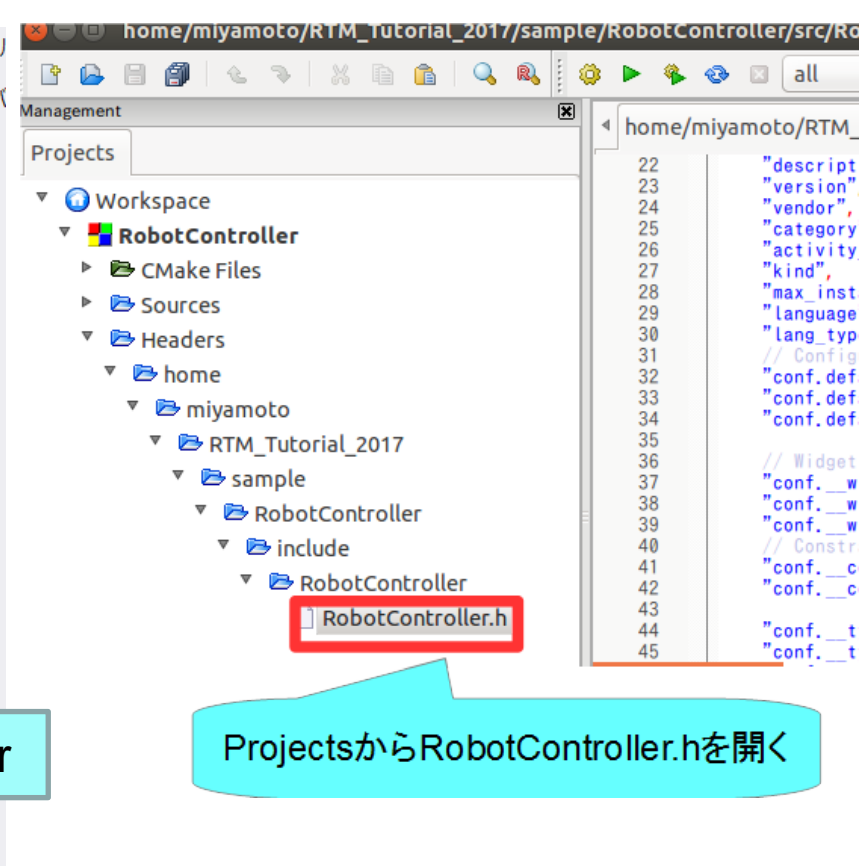 home/miyamoto/RTM_Tutorial_2017/sample/RobotController/src/Ro
all
Management
Projects
Workspace
RobotController
CMake Files
Sources
Headers
home
miyamoto
RTM_Tutorial_2017
sample
RobotController
include
RobotController
RobotController.h
home/miyamoto/RTM_
22 "descript
23 "version"
24 "vendor",
25 "category
26 "activity_
27 "kind",
28 "max_inst
29 "language
30 "lang_typ
31 // Config
32 "conf.def
33 "conf.def
34 "conf.def
35
36 // Widget
37 "conf.__w
38 "conf.__w
39 "conf.__w
40 // Constr
41 "conf.__c
42 "conf.__c
43
44 "conf.__t
45 "conf.__t
r
ProjectsからRobotController.hを開く